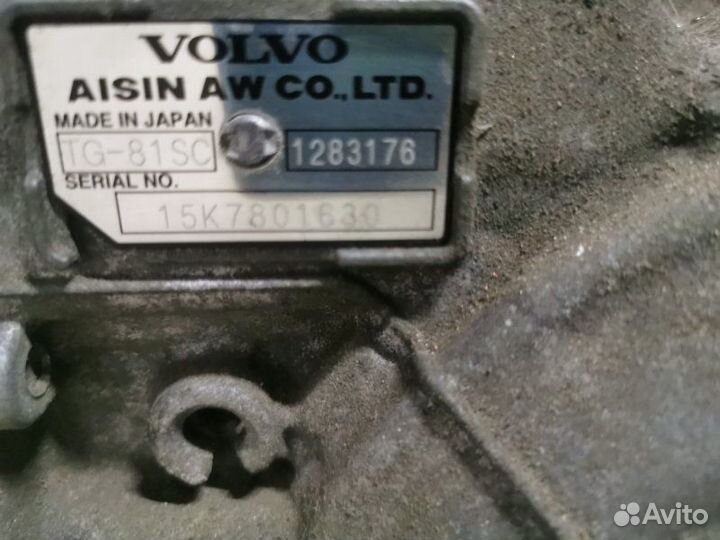 VOLVO
AISIN AW CO.,LTD.
MADE IN JAPAN
TG-81SC 1283176
SERIAL NO.
15K7801630
Avito